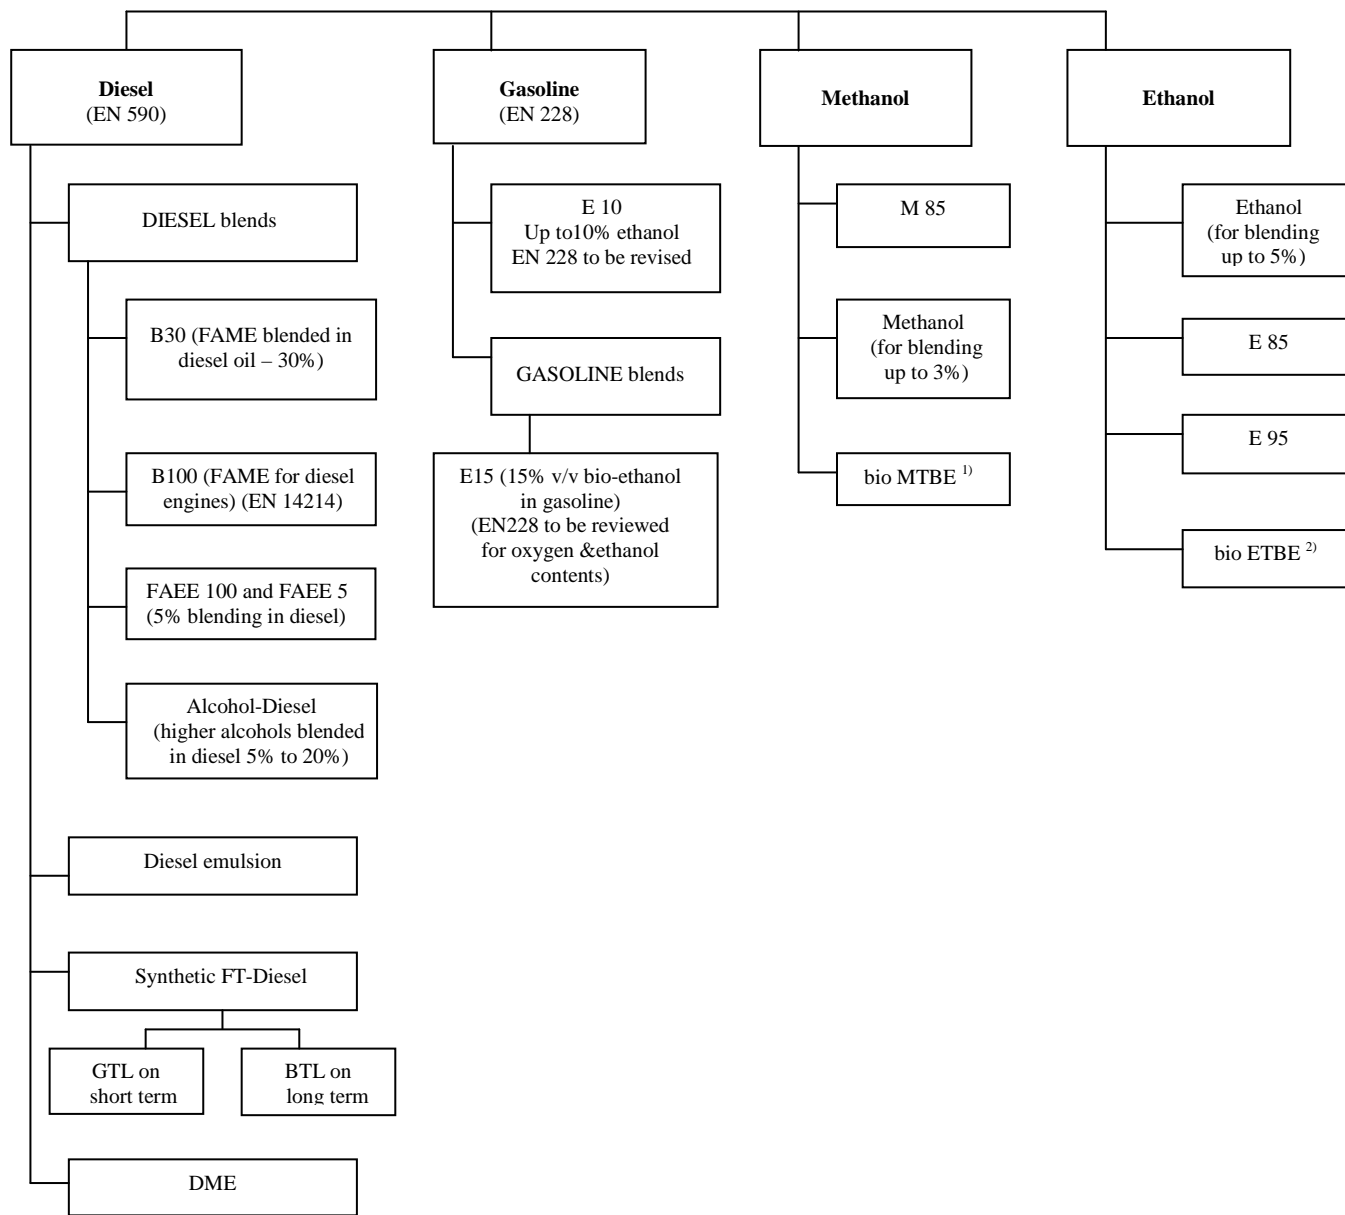 Diesel
(EN 590)
Gasoline
(EN 228)
Methanol
Ethanol
DIESEL blends
B30 (FAME blended in
diesel oil – 30%)
B100 (FAME for diesel
engines) (EN 14214)
FAEE 100 and FAEE 5
(5% blending in diesel)
Alcohol-Diesel
(higher alcohols blended
in diesel 5% to 20%)
Diesel emulsion
Synthetic FT-Diesel
GTL on
short term
BTL on
long term
DME
E 10
Up to10% ethanol
EN 228 to be revised
GASOLINE blends
E15 (15% v/v bio-ethanol
in gasoline)
(EN228 to be reviewed
for oxygen &ethanol
contents)
M 85
Methanol
(for blending
up to 3%)
bio MTBE 1)
Ethanol
(for blending
up to 5%)
E 85
E 95
bio ETBE 2)